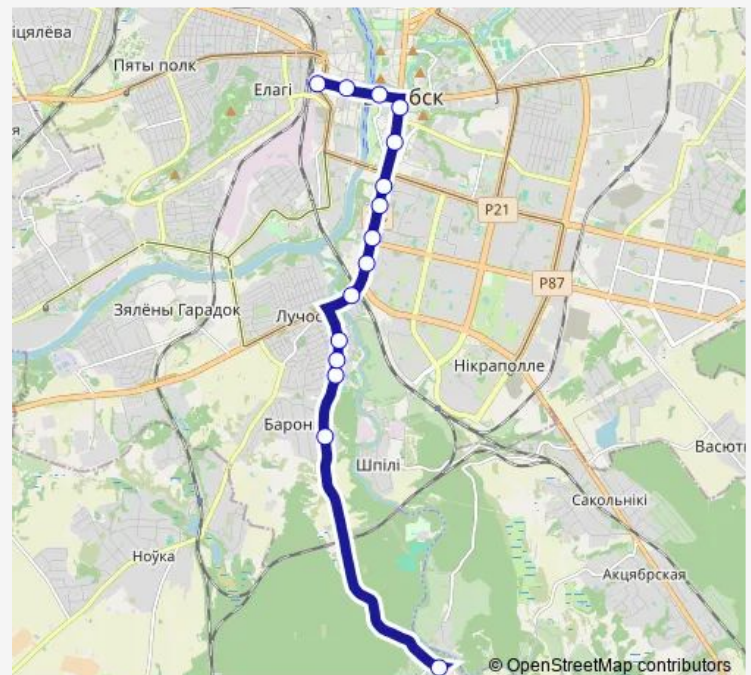 іцялёва
Пяты полк
Елагі
бск
я
P21
P87
Зялёны Гарадок
Лучос
Нікраполле
Барон
Шпілі
Васют
Сакольнікі
Ноўка
Акцябрская
© OpenStreetMap contributors